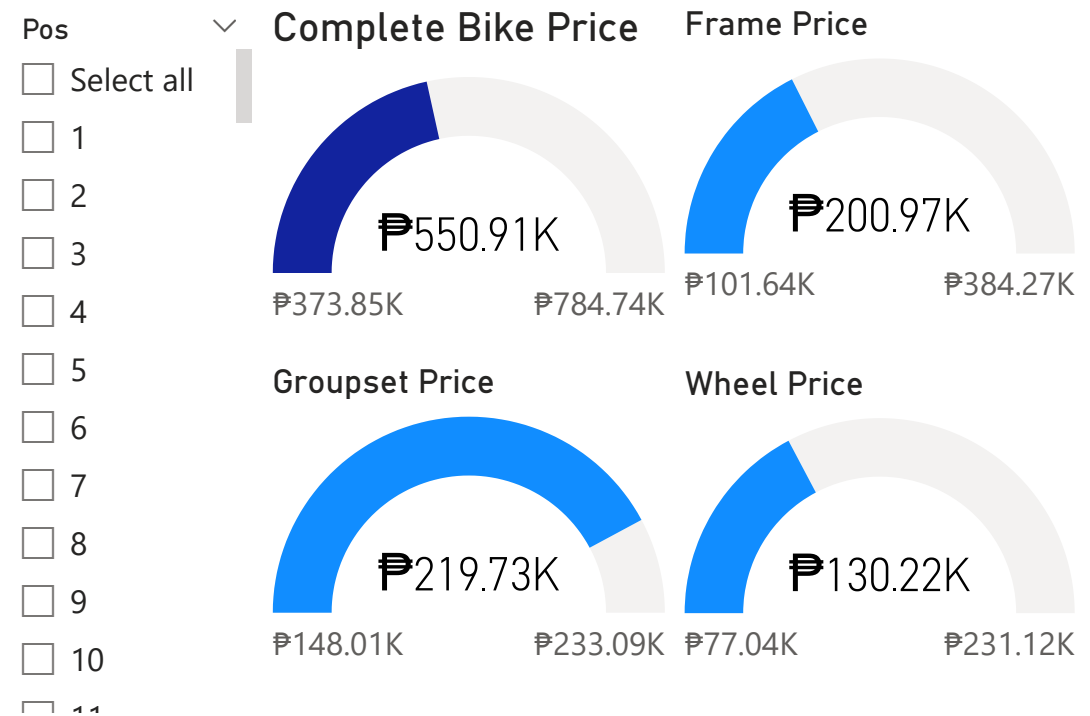 Pos
Select all
1
2
3
4
5
6
7
8
9
10
11
Complete Bike Price
₱550.91K
₱373.85K ₱784.74K
Frame Price
₱200.97K
₱101.64K ₱384.27K
Groupset Price
₱219.73K
₱148.01K ₱233.09K
Wheel Price
₱130.22K
₱77.04K ₱231.12K